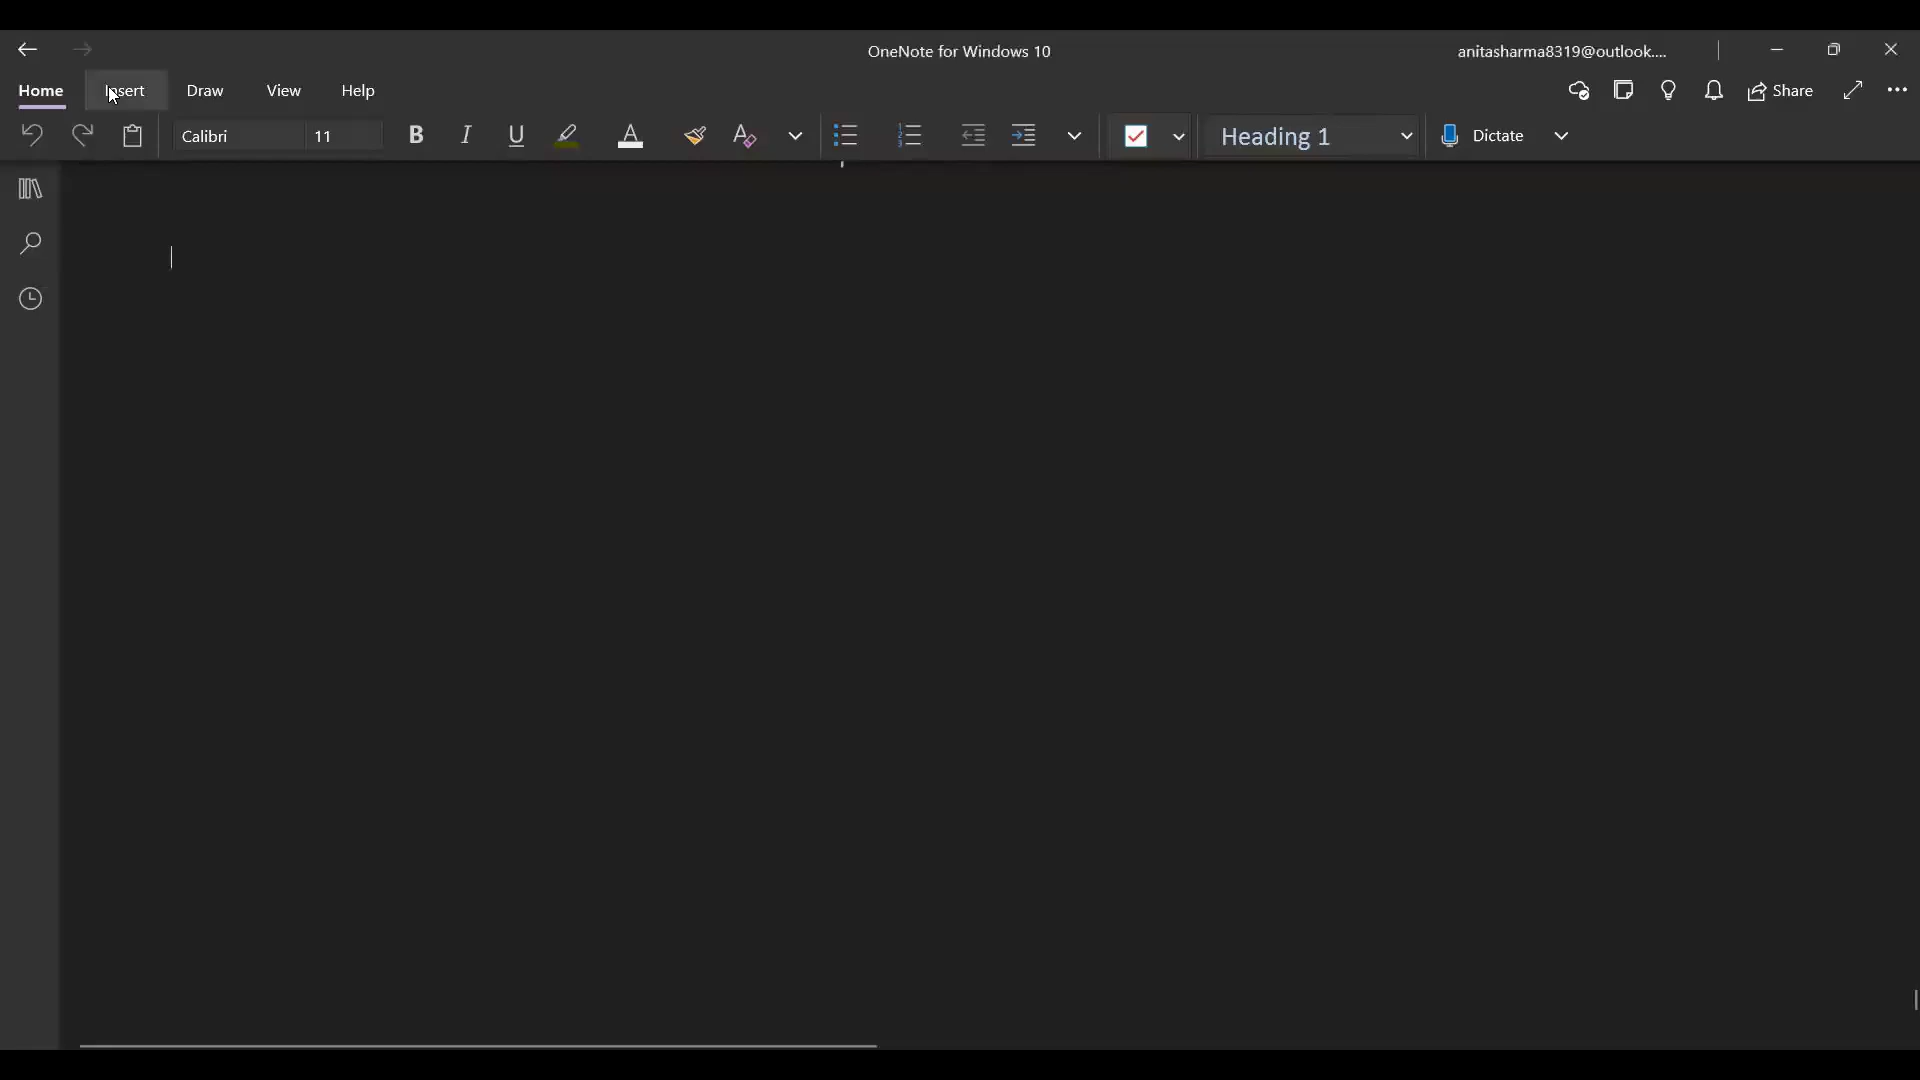 OneNote for Windows 10
anitasharma8319@outlook....
Home Insert Draw View Help
Share
Calibri 11 B I U A A Heading 1 Dictate